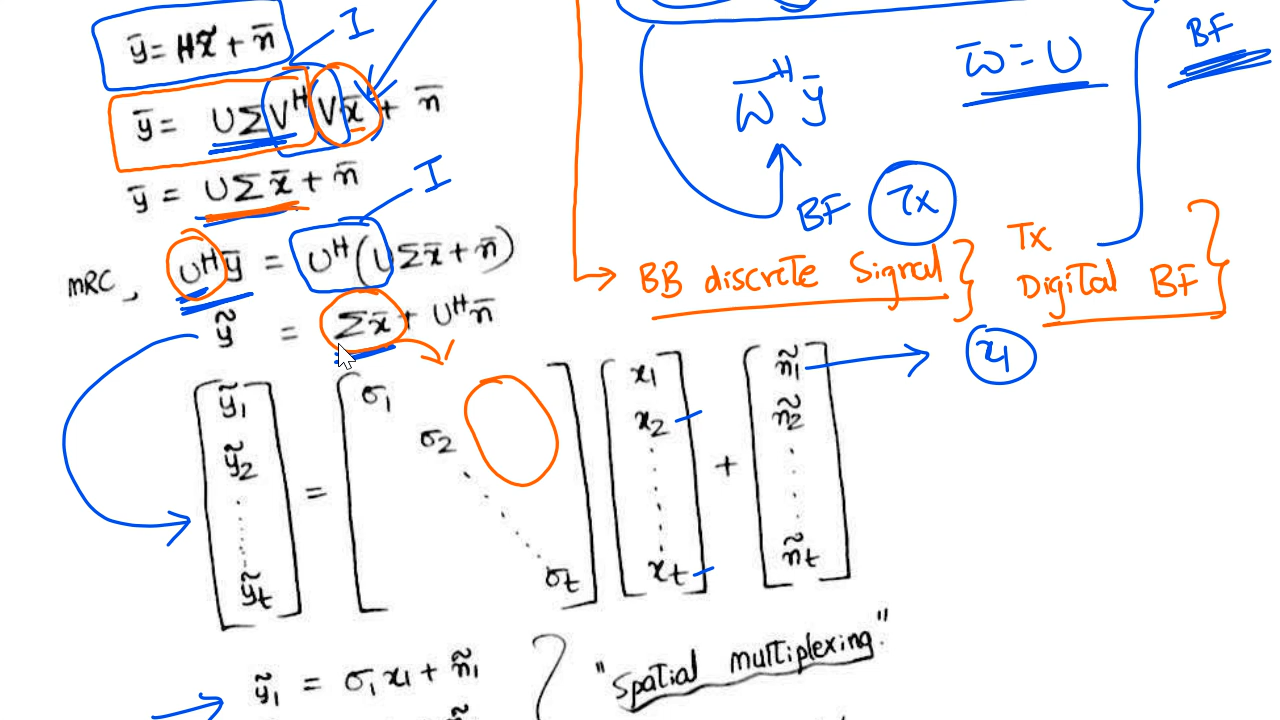 ȳ = Hx̃ + n̄
I
ȳ = UΣV^H Vx̄ + n̄
ȳ = UΣx̄ + n̄
I
MRC, U^H ȳ = U^H (UΣx̄ + n̄)
ỹ = Σx̄ + U^H n̄
w̄^H ȳ
w̄ = U
BF
BF Tx
BB discrete Signal } Tx Digital BF }
[ỹ1 ỹ2 ỹt] = [σ1 σ2 σt] [x1 x2 xt] + [ñ1 ñ2 ñt]
x1
ỹ1 = σ1x1 + ñ1
"Spatial multiplexing"